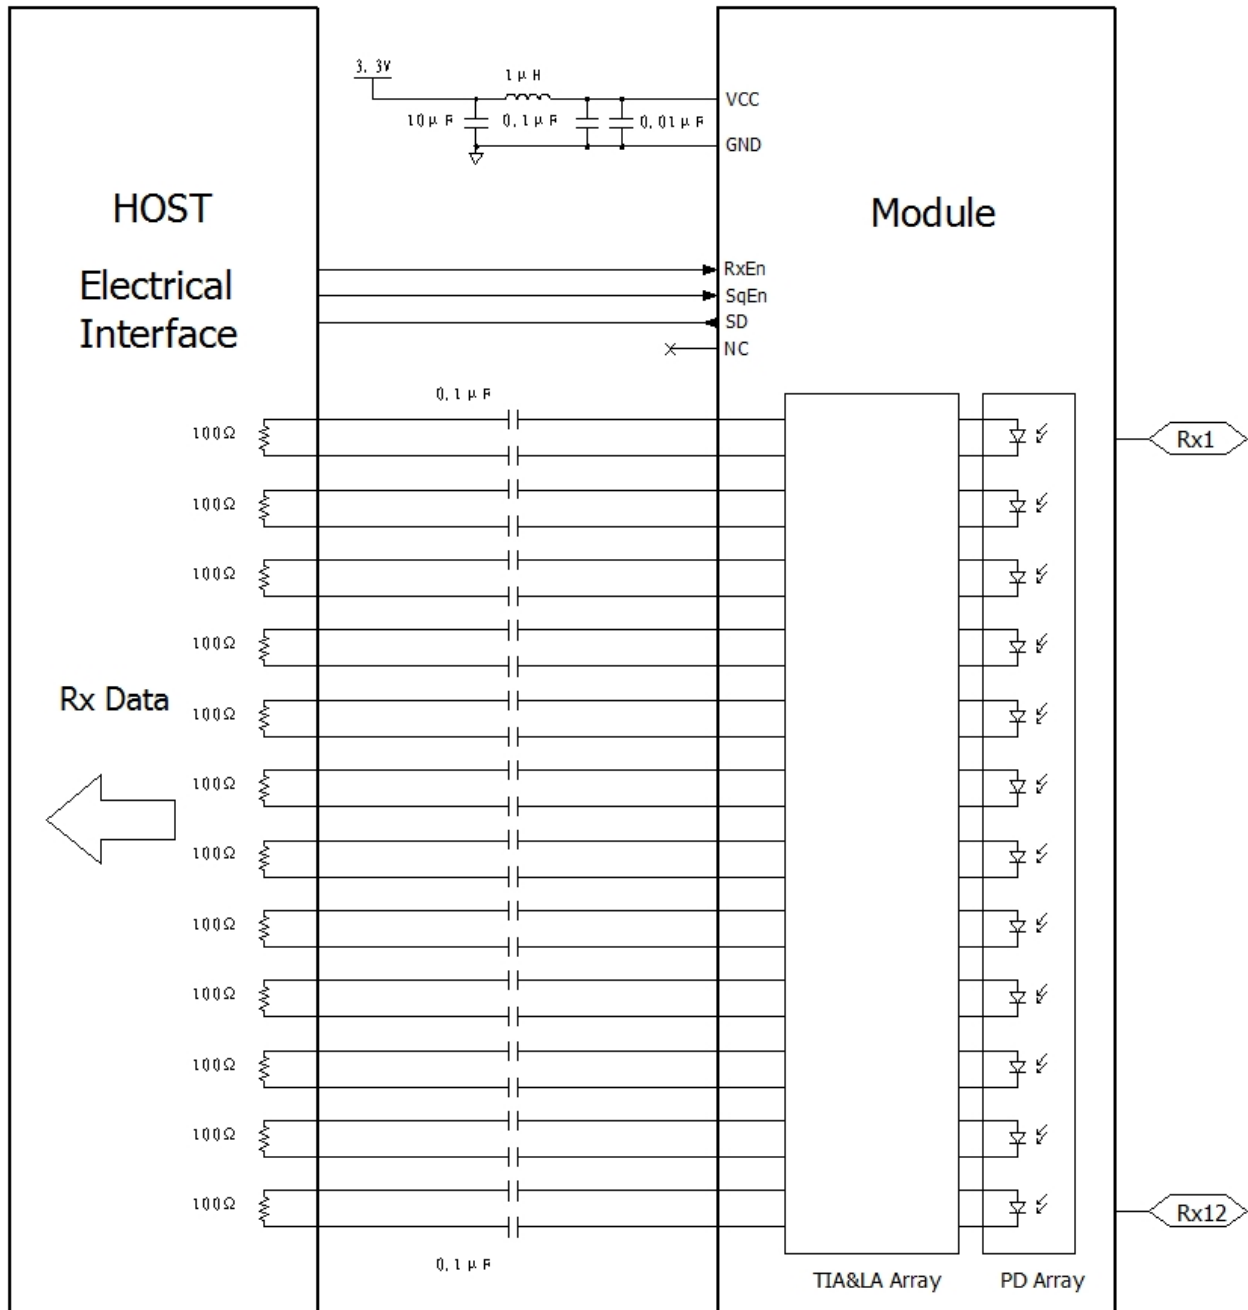 3.3V
1μH
VCC
10μF
0.1μF
0.01μF
GND
HOST
Module
Electrical
Interface
RxEn
SqEn
SD
NC
0.1μF
100Ω
Rx1
100Ω
100Ω
100Ω
Rx Data
100Ω
100Ω
100Ω
100Ω
100Ω
100Ω
100Ω
100Ω
Rx12
0.1μF
TIA&LA Array
PD Array